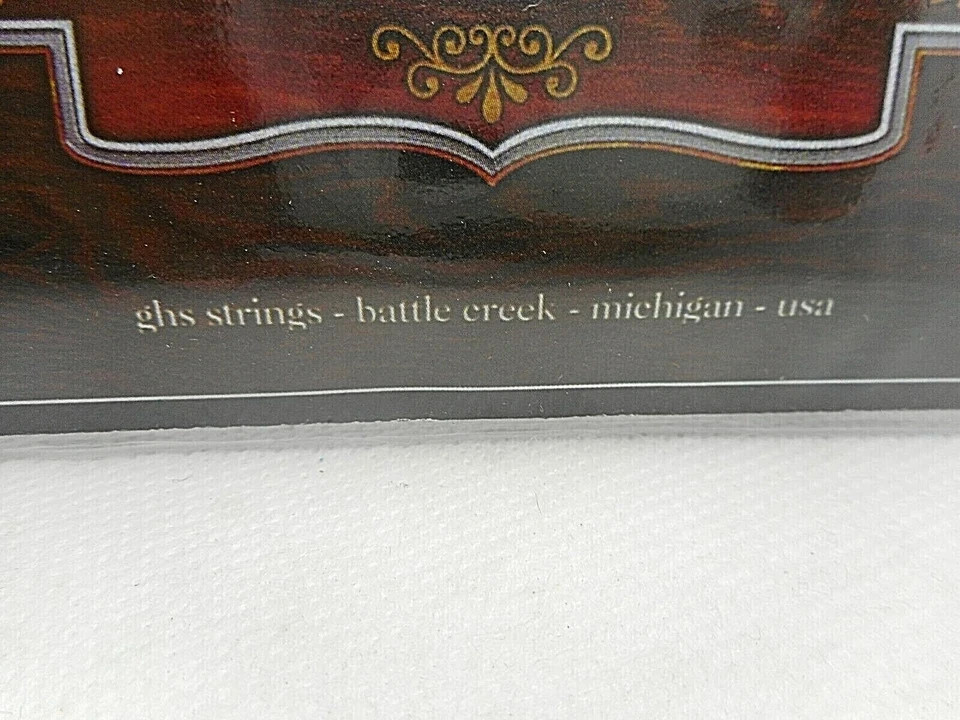 ghs strings - battle creek - michigan - usa